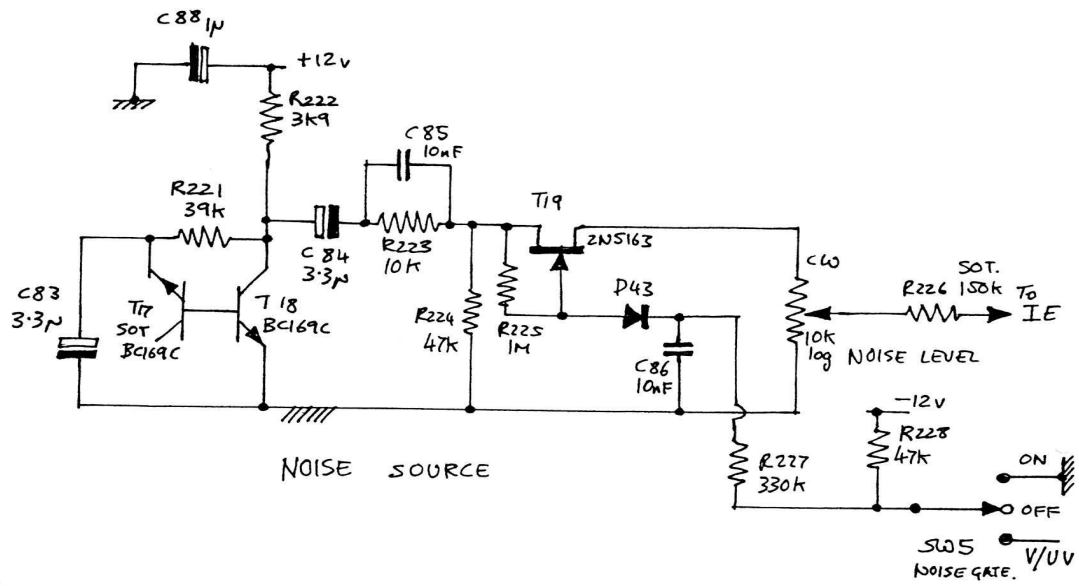 C88 1μ
+12v
R222
3K9
C85
10nF
R221
39K
T19
2N5163
C84
3.3μ
R223
10K
CW
SOT.
R226 150K
To
IE
C83
3.3μ
T17
SOT
BC169C
T18
BC169C
R224
47K
R225
1M
D43
10K
log
NOISE LEVEL
C86
10nF
-12v
R228
47K
NOISE SOURCE
R227
330K
ON
OFF
SW5
NOISE GATE.
V/UV